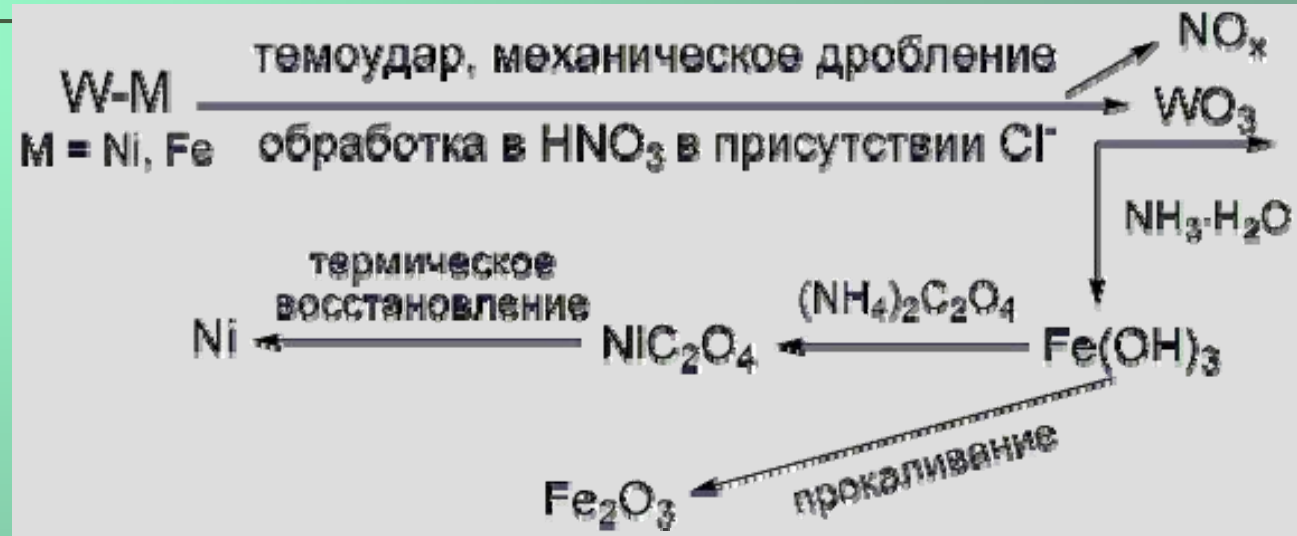 темоудар, механическое дробление
NOₓ
W-M
WO₃
M = Ni, Fe
обработка в HNO₃ в присутствии Cl⁻
NH₃·H₂O
термическое
восстановление
(NH₄)₂C₂O₄
Ni
NiC₂O₄
Fe(OH)₃
прокаливание
Fe₂O₃